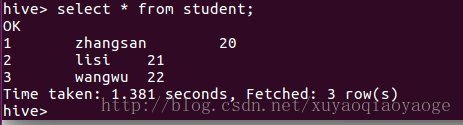 hive> select * from student;
OK
1 zhangsan 20
2 lisi 21
3 wangwu 22
Time taken: 1.381 seconds, Fetched: 3 row(s)
hive>
http://blog.csdn.net/xuyaoqiaoyaoge